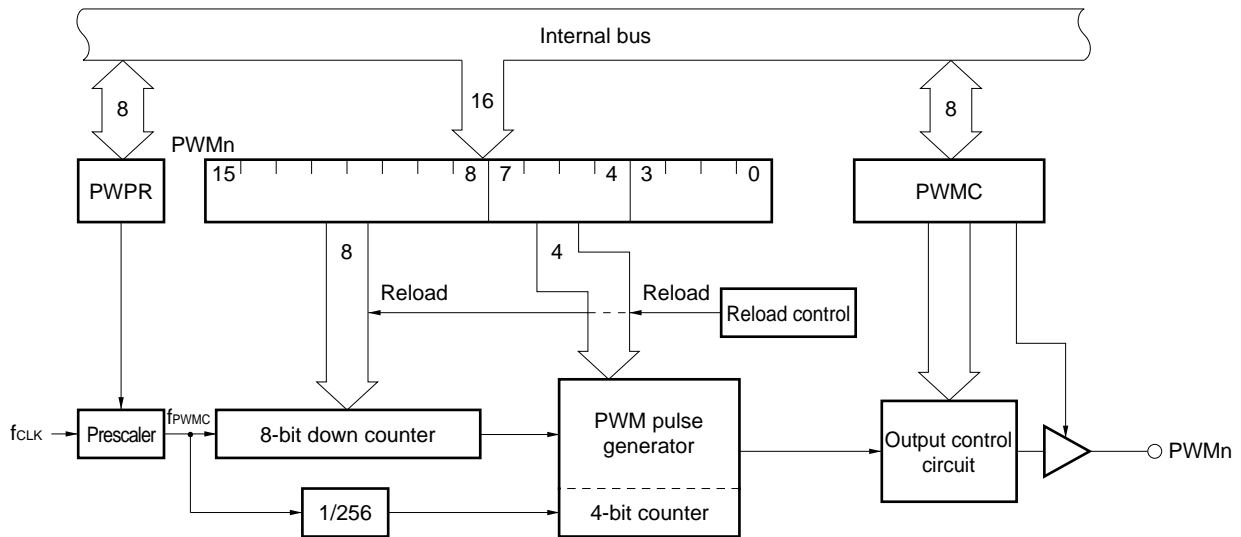 Internal bus
8
16
8
PWMn
15 8 7 4 3 0
PWPR
PWMC
8
4
Reload
Reload
Reload control
fCLK
Prescaler
fPWMC
8-bit down counter
PWM pulse
generator
Output control
circuit
PWMn
1/256
4-bit counter